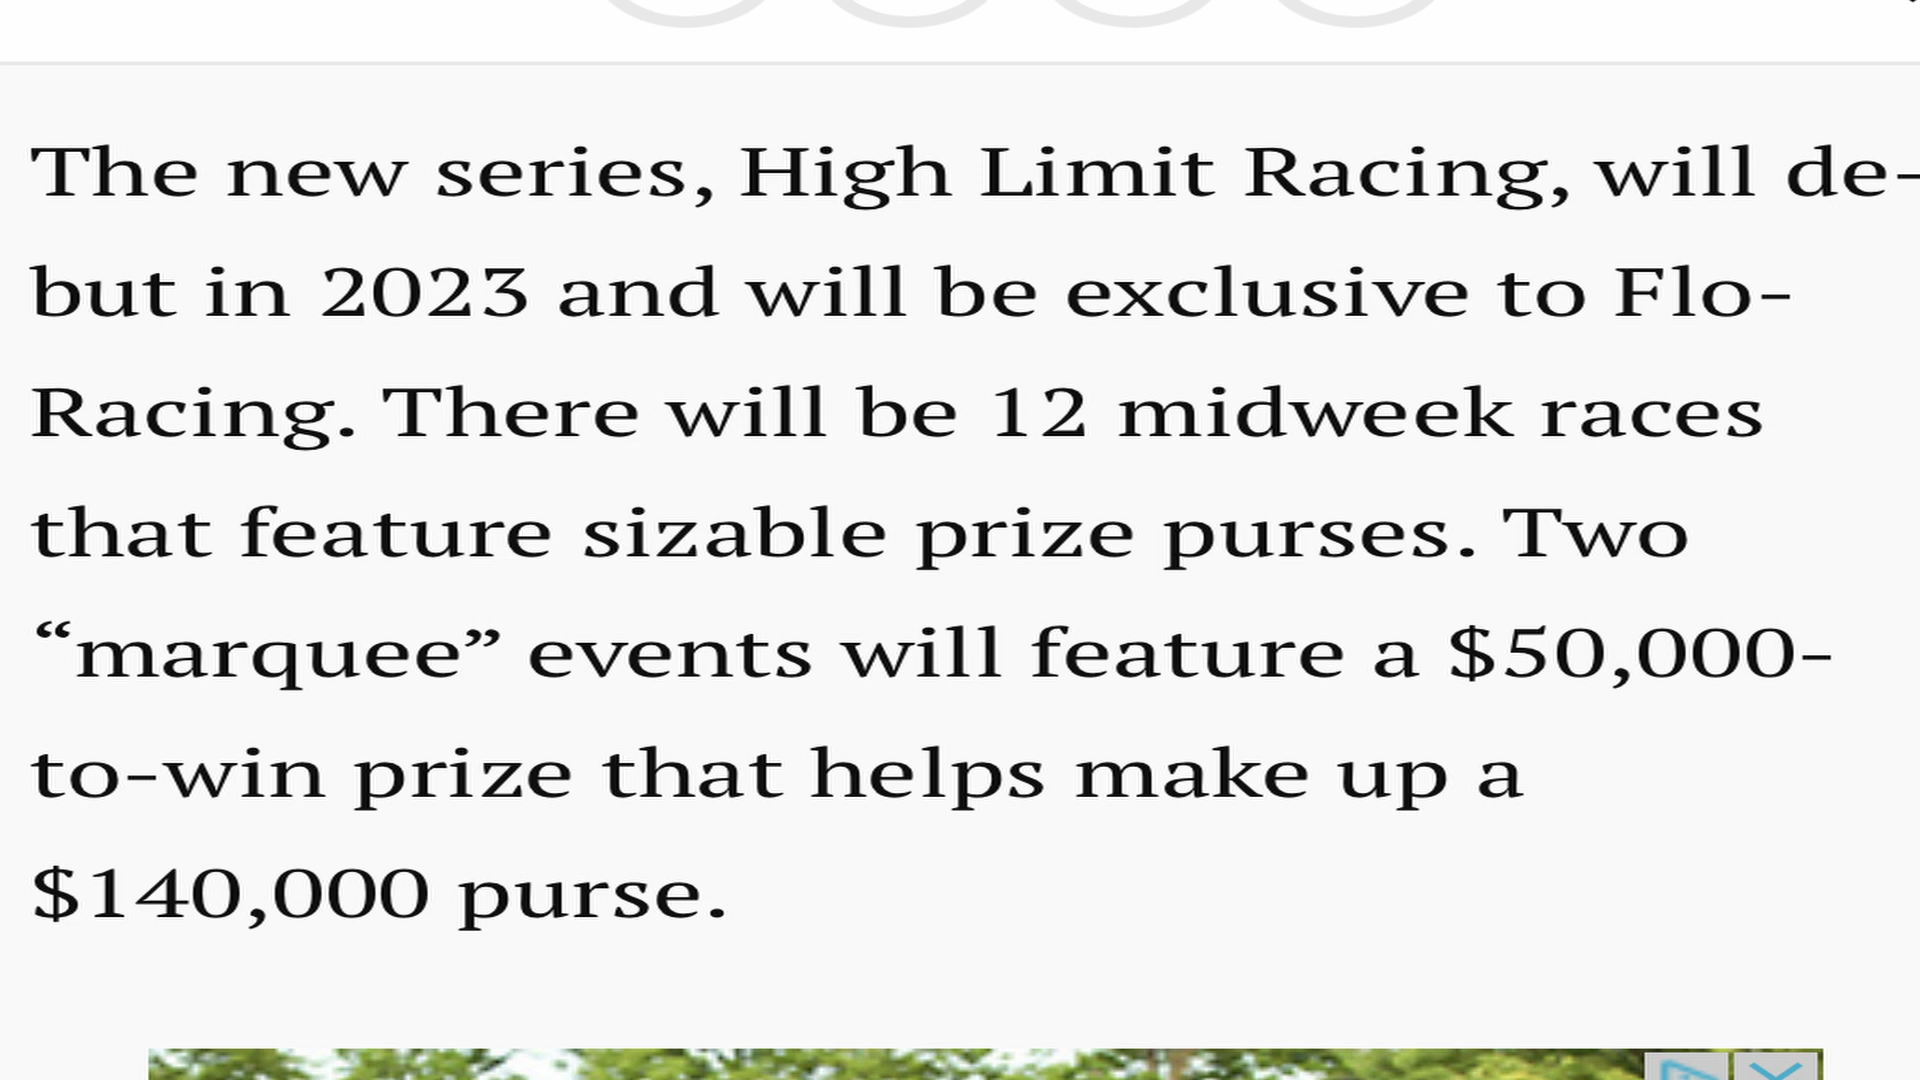 The new series, High Limit Racing, will de-
but in 2023 and will be exclusive to Flo-
Racing. There will be 12 midweek races
that feature sizable prize purses. Two
“marquee” events will feature a $50,000-
to-win prize that helps make up a
$140,000 purse.